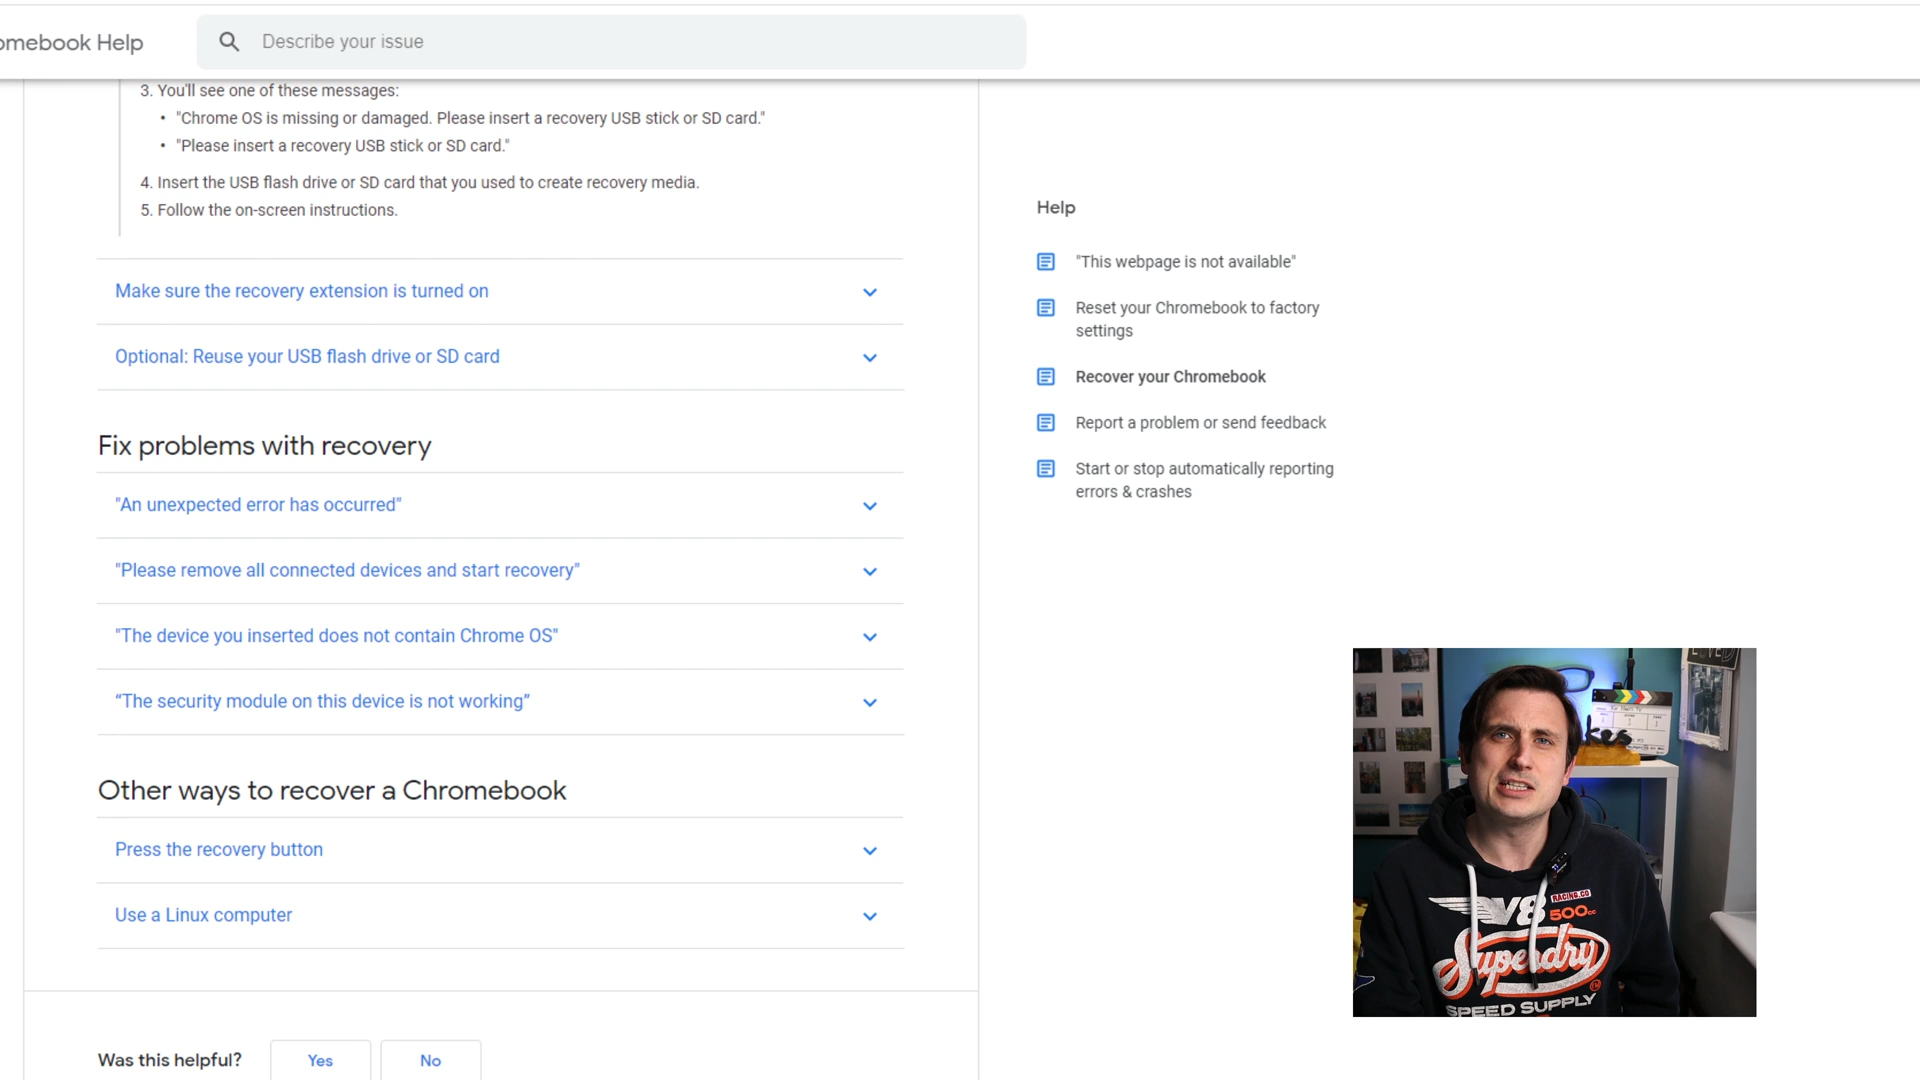 omebook Help
Describe your issue
3. You'll see one of these messages:
• "Chrome OS is missing or damaged. Please insert a recovery USB stick or SD card."
• "Please insert a recovery USB stick or SD card."
4. Insert the USB flash drive or SD card that you used to create recovery media.
5. Follow the on-screen instructions.
Make sure the recovery extension is turned on
Optional: Reuse your USB flash drive or SD card
Fix problems with recovery
"An unexpected error has occurred"
"Please remove all connected devices and start recovery"
"The device you inserted does not contain Chrome OS"
“The security module on this device is not working”
Other ways to recover a Chromebook
Press the recovery button
Use a Linux computer
Was this helpful?
Yes
No
Help
"This webpage is not available"
Reset your Chromebook to factory
settings
Recover your Chromebook
Report a problem or send feedback
Start or stop automatically reporting
errors & crashes
kes
V8
RACING.CO
500cc
Superdry
SPEED SUPPLY